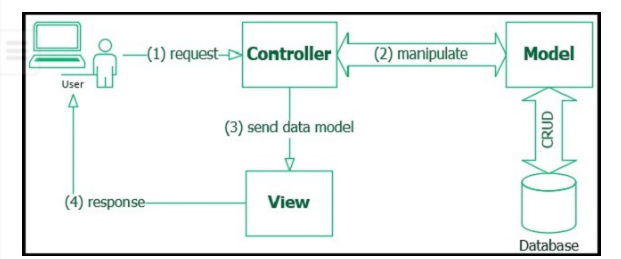 User
(1) request
Controller
(2) manipulate
Model
(3) send data model
CRUD
(4) response
View
Database